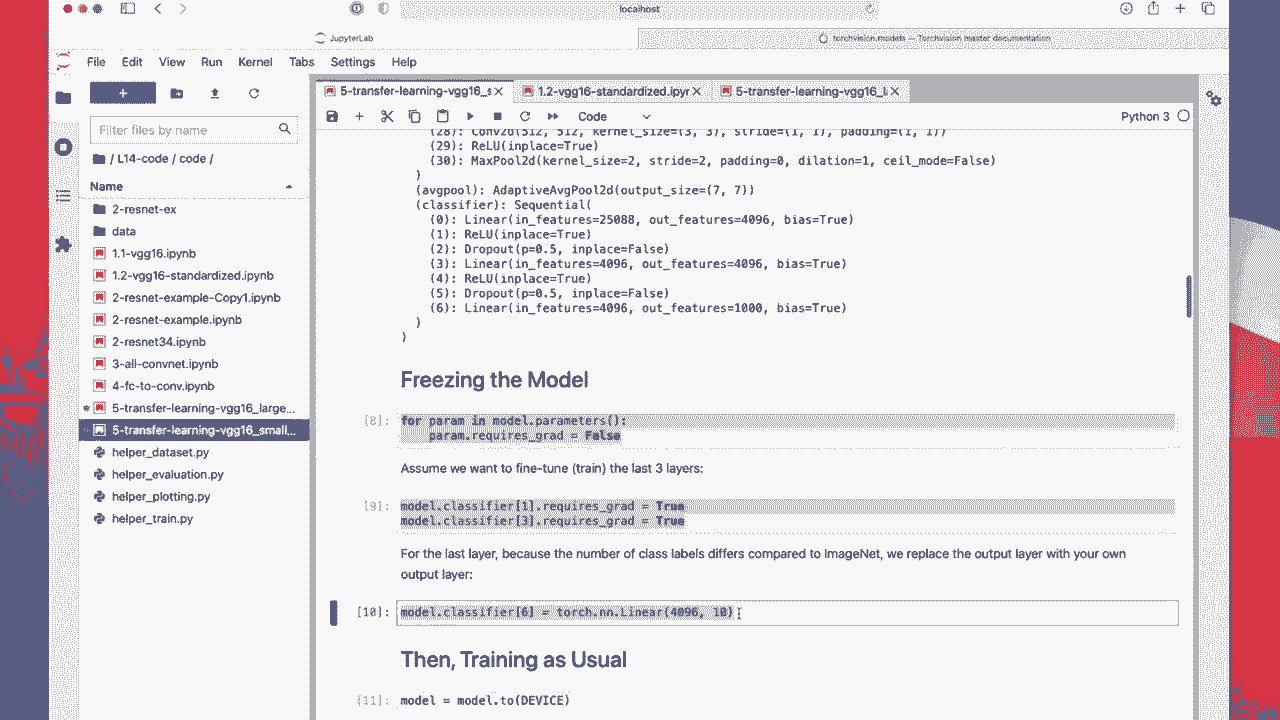 localhost
JupyterLab
torchvision.models — Torchvision master documentation
File Edit View Run Kernel Tabs Settings Help
5-transfer-learning-vgg16_s
1.2-vgg16-standardized.ipyr
5-transfer-learning-vgg16_l
Filter files by name
Code
Python 3
/ L14-code / code /
Name
2-resnet-ex
data
1.1-vgg16.ipynb
1.2-vgg16-standardized.ipynb
2-resnet-example-Copy1.ipynb
2-resnet-example.ipynb
2-resnet34.ipynb
3-all-convnet.ipynb
4-fc-to-conv.ipynb
5-transfer-learning-vgg16_large...
5-transfer-learning-vgg16_small,...
helper_dataset.py
helper_evaluation.py
helper_plotting.py
helper_train.py
(28): Conv2d(512, 512, kernel_size=(3, 3), stride=(1, 1), padding=(1, 1))
(29): ReLU(inplace=True)
(30): MaxPool2d(kernel_size=2, stride=2, padding=0, dilation=1, ceil_mode=False)
)
(avgpool): AdaptiveAvgPool2d(output_size=(7, 7))
(classifier): Sequential(
(0): Linear(in_features=25088, out_features=4096, bias=True)
(1): ReLU(inplace=True)
(2): Dropout(p=0.5, inplace=False)
(3): Linear(in_features=4096, out_features=4096, bias=True)
(4): ReLU(inplace=True)
(5): Dropout(p=0.5, inplace=False)
(6): Linear(in_features=4096, out_features=1000, bias=True)
)
)
Freezing the Model
[8]: for param in model.parameters():
param.requires_grad = False
Assume we want to fine-tune (train) the last 3 layers:
[9]: model.classifier[1].requires_grad = True
model.classifier[3].requires_grad = True
For the last layer, because the number of class labels differs compared to ImageNet, we replace the output layer with your own
output layer:
[10]: model.classifier[6] = torch.nn.Linear(4096, 10)
Then, Training as Usual
[11]: model = model.to(DEVICE)